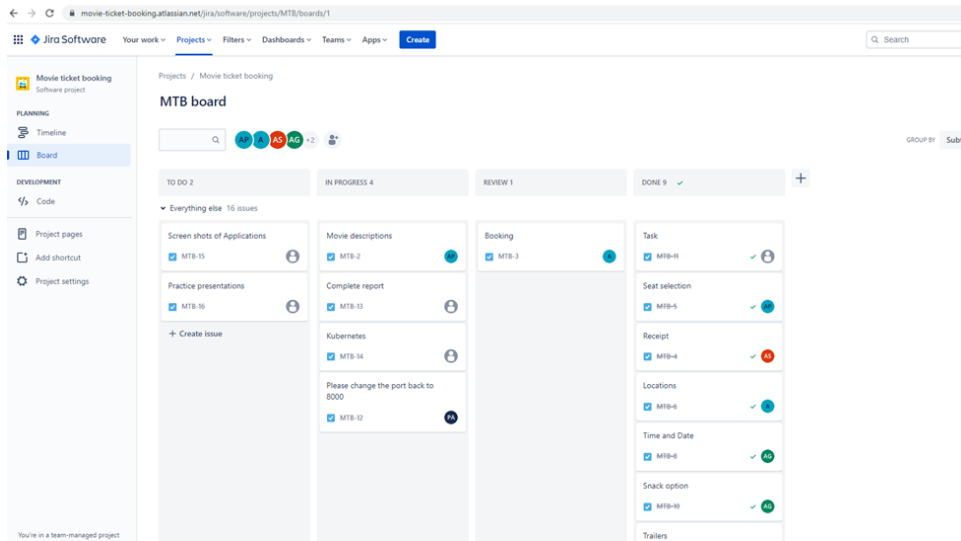 movie-ticket-booking.atlassian.net/jira/software/projects/MTB/boards/1
Jira Software Your work Projects Filters Dashboards Teams Apps Create Search
Movie ticket booking
Software project
PLANNING
Timeline
Board
DEVELOPMENT
Code
Project pages
Add shortcut
Project settings
You're in a team-managed project
Projects / Movie ticket booking
MTB board
AP A AS AG +2
GROUP BY Sub
TO DO 2
IN PROGRESS 4
REVIEW 1
DONE 9
Everything else 16 issues
Screen shots of Applications
MTB-15
Practice presentations
MTB-16
+ Create issue
Movie descriptions
MTB-2 AP
Complete report
MTB-13
Kubernetes
MTB-14
Please change the port back to
8000
MTB-12 PA
Booking
MTB-3 A
Task
MTB-11
Seat selection
MTB-5 AP
Receipt
MTB-4 AS
Locations
MTB-6 A
Time and Date
MTB-8 AG
Snack option
MTB-10 AG
Trailers